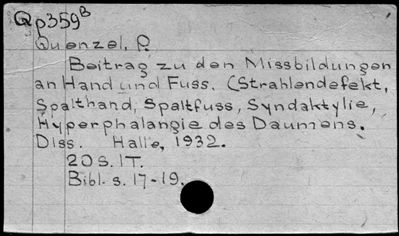 Qp359B
Quenzel, P.
Beitrag zu den Missbildungen
an Hand und Fuss. (Strahlendefekt,
Spalthand, Spaltfuss, Syndaktylie,
Hyperphalangie des Daumens.
Diss. Halle, 1932.
20 S. 1T.
Bibl. s. 17-19.